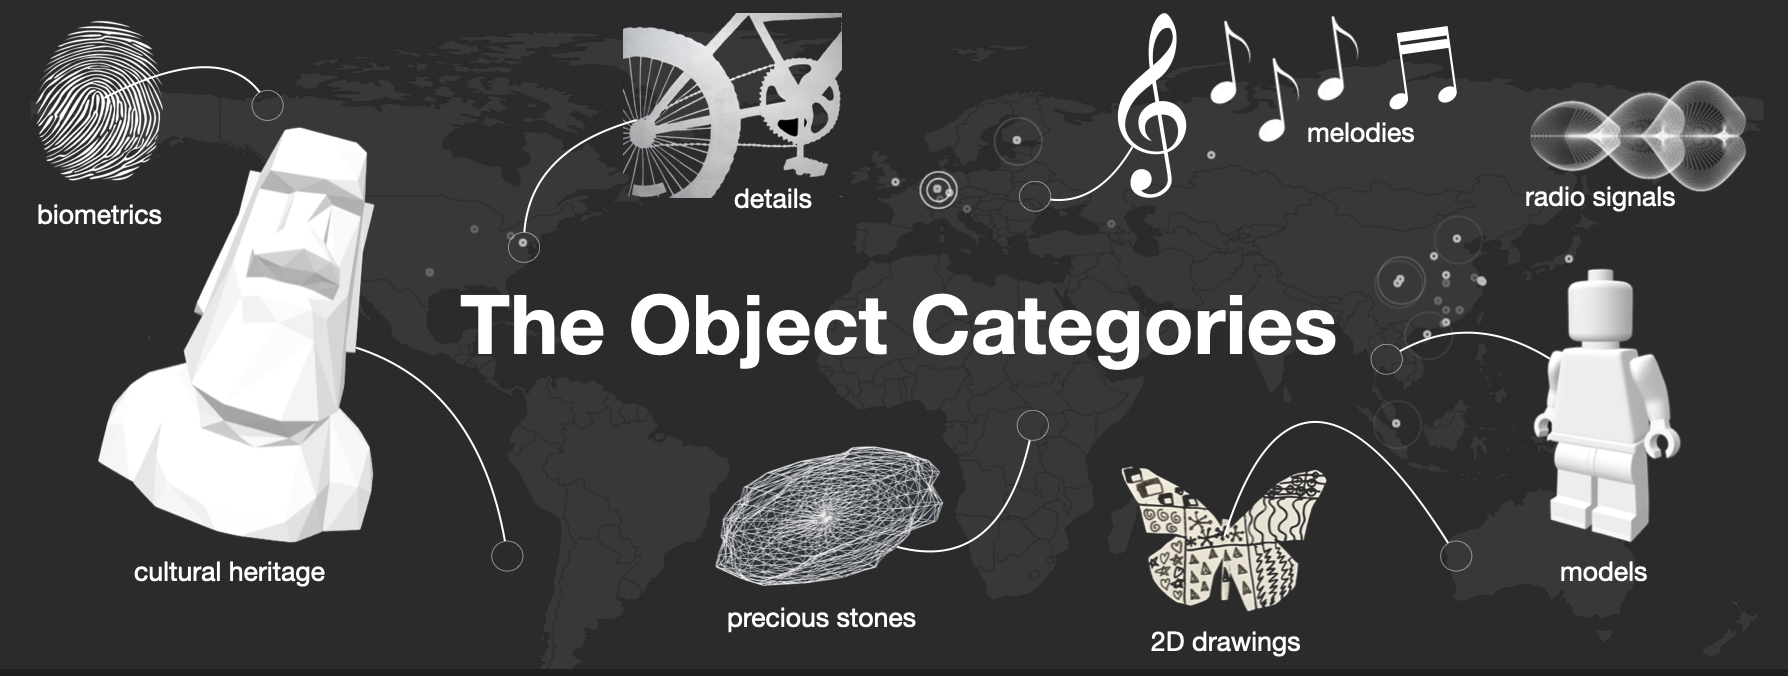 melodies
details
radio signals
biometrics
The Object Categories
cultural heritage
models
precious stones
2D drawings